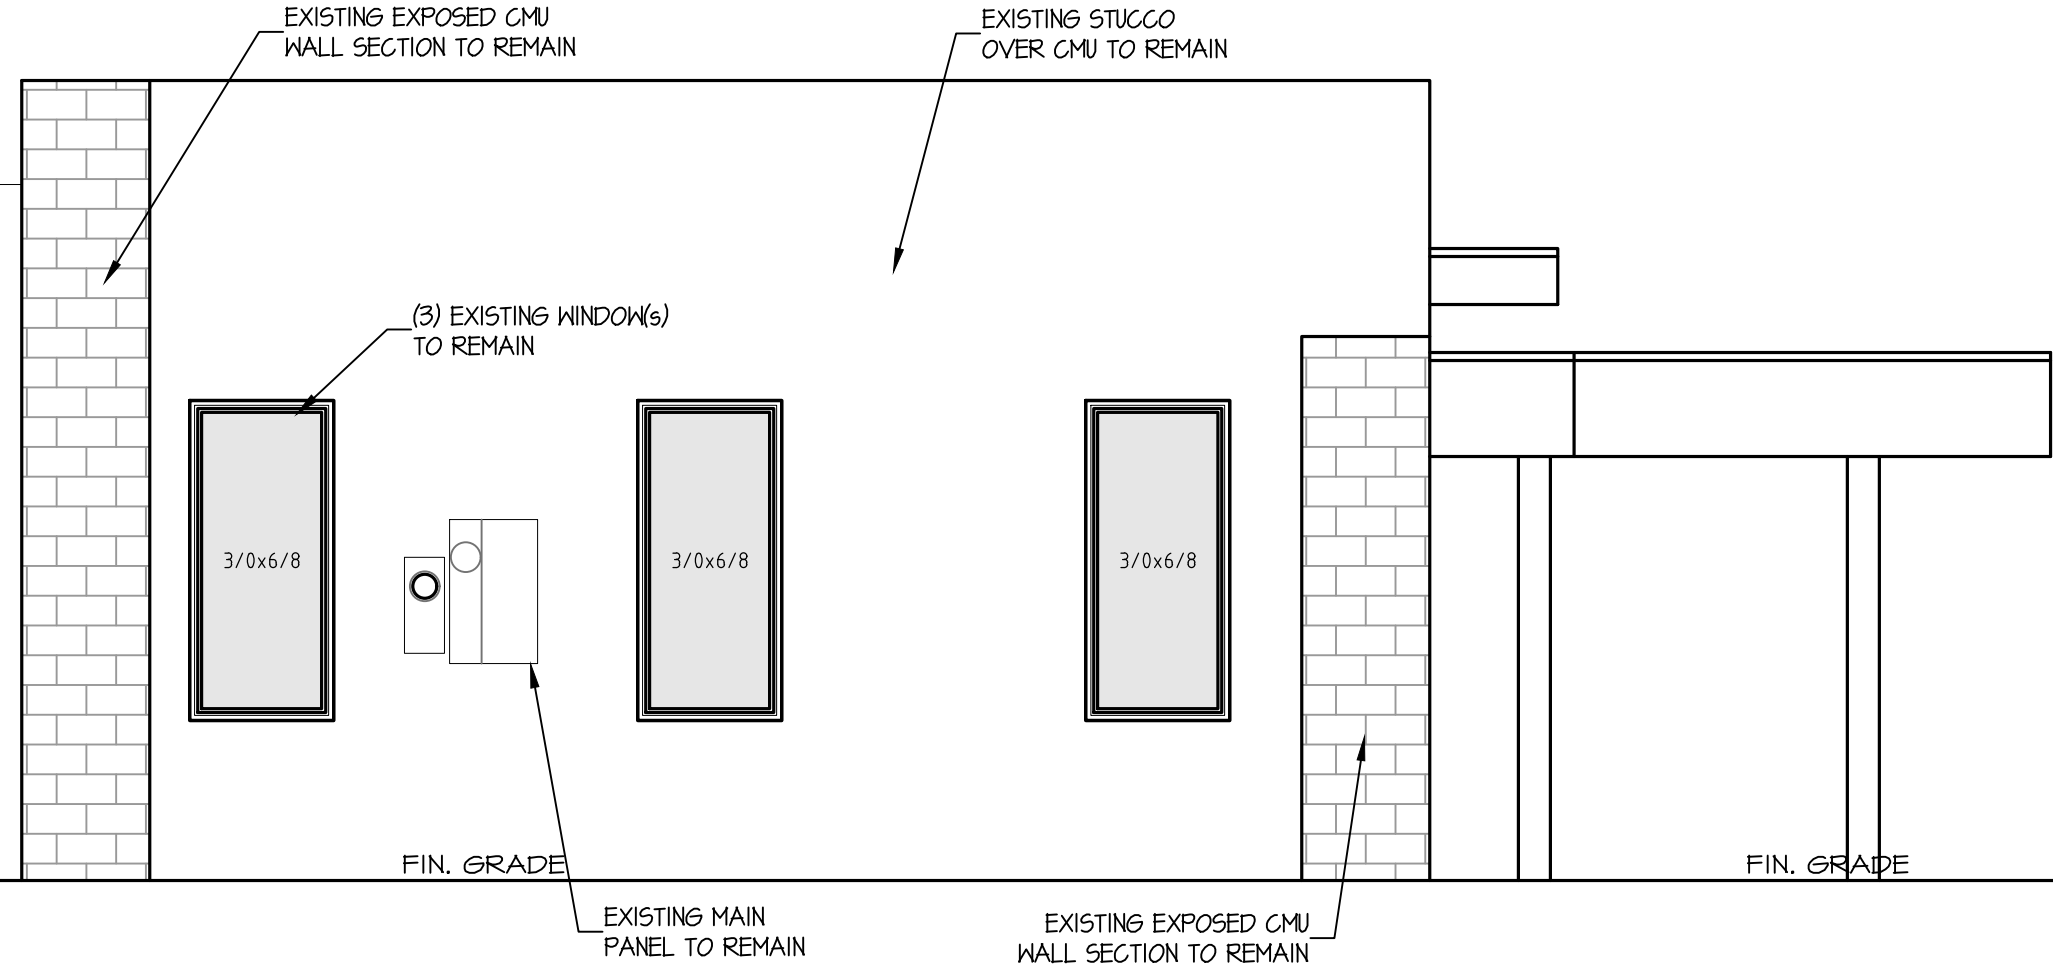 EXISTING EXPOSED CMU
WALL SECTION TO REMAIN
EXISTING STUCCO
OVER CMU TO REMAIN
(3) EXISTING WINDOW(s)
TO REMAIN
3/0x6/8
3/0x6/8
3/0x6/8
FIN. GRADE
FIN. GRADE
EXISTING MAIN
PANEL TO REMAIN
EXISTING EXPOSED CMU
WALL SECTION TO REMAIN